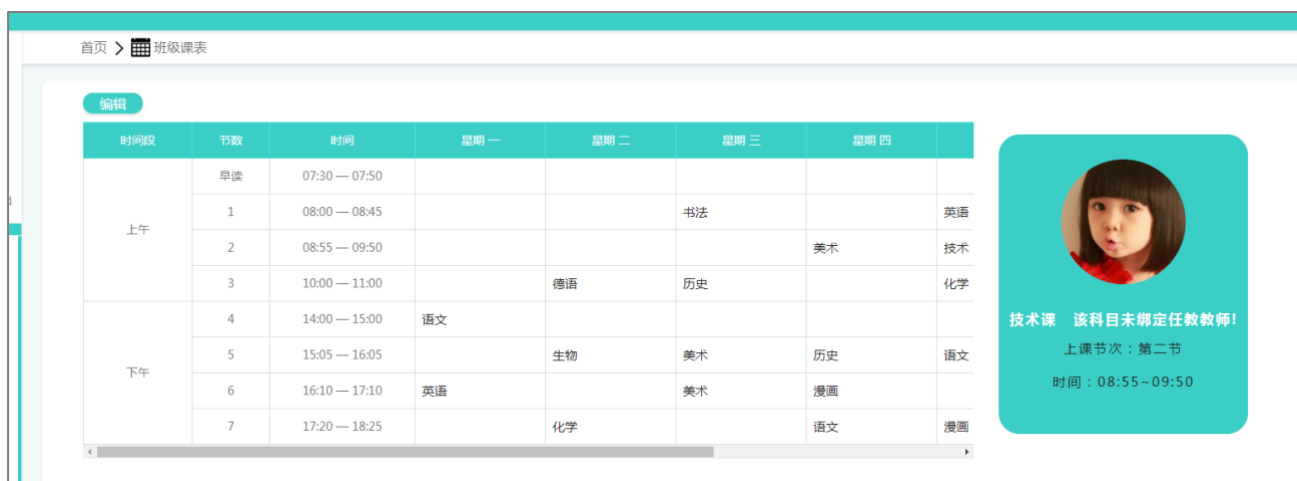 首页 班级课表
编辑
时间段 节数 时间 星期 一 星期 二 星期 三 星期 四
上午
早读 07:30 — 07:50
1 08:00 — 08:45 书法 英语
2 08:55 — 09:50 美术 技术
3 10:00 — 11:00 德语 历史 化学
下午
4 14:00 — 15:00 语文
5 15:05 — 16:05 生物 美术 历史 语文
6 16:10 — 17:10 英语 美术 漫画
7 17:20 — 18:25 化学 语文 漫画
技术课 该科目未绑定任教教师!
上课节次：第二节
时间：08:55~09:50